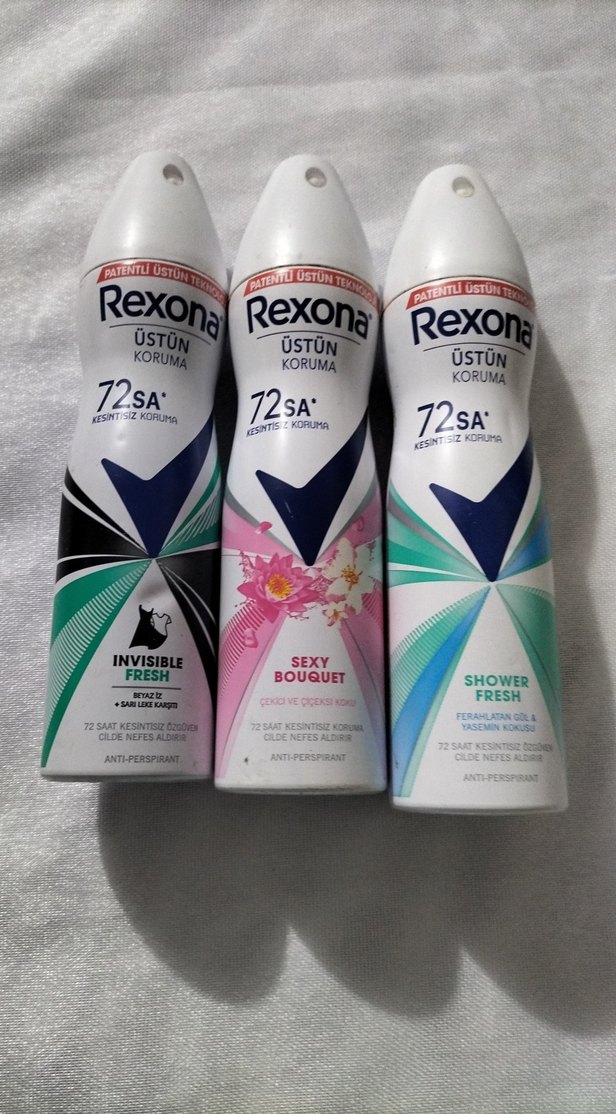 PATENTLİ ÜSTÜN
Rexona
ÜSTÜN
KORUMA
72SA*
KESİNTİSİZ KORUMA
INVISIBLE
FRESH
BEYAZ İZ
+ SARI LEKE KARŞITI
72 SAAT KESİNTİSİZ ÖZGÜVEN
CİLDE NEFES ALDIRIR
ANTI-PERSPIRANT
PATENTLİ ÜSTÜN
Rexona
ÜSTÜN
KORUMA
72SA*
KESİNTİSİZ KORUMA
SEXY
BOUQUET
ÇEKİCİ VE ÇİÇEKSİ KOKU
72 SAAT KESİNTİSİZ KORUMA
CİLDE NEFES ALDIRIR
ANTI-PERSPIRANT
PATENTLİ ÜSTÜN
Rexona
ÜSTÜN
KORUMA
72SA*
KESİNTİSİZ KORUMA
SHOWER
FRESH
FERAHLATAN GÜL &
YASEMİN KOKUSU
72 SAAT KESİNTİSİZ ÖZGÜVEN
CİLDE NEFES ALDIRIR
ANTI-PERSPIRANT